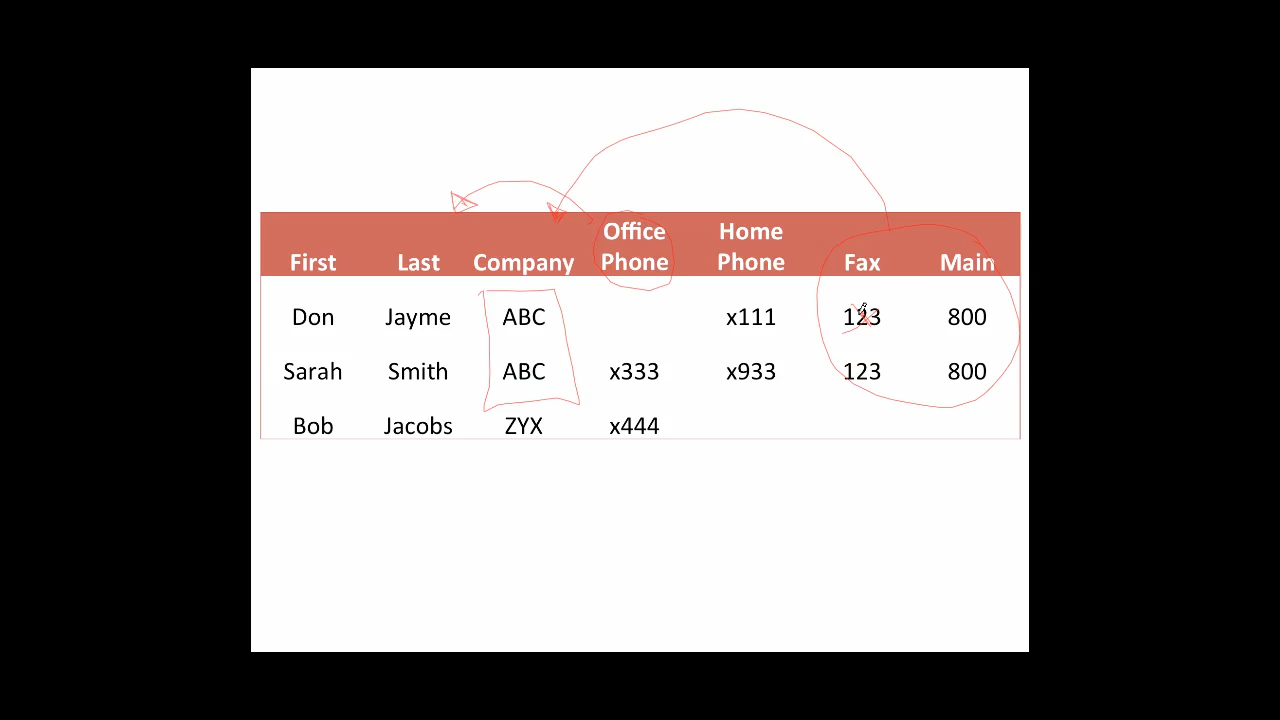 Office Home
First Last Company Phone Phone Fax Main
Don Jayme ABC x111 123 800
Sarah Smith ABC x333 x933 123 800
Bob Jacobs ZYX x444